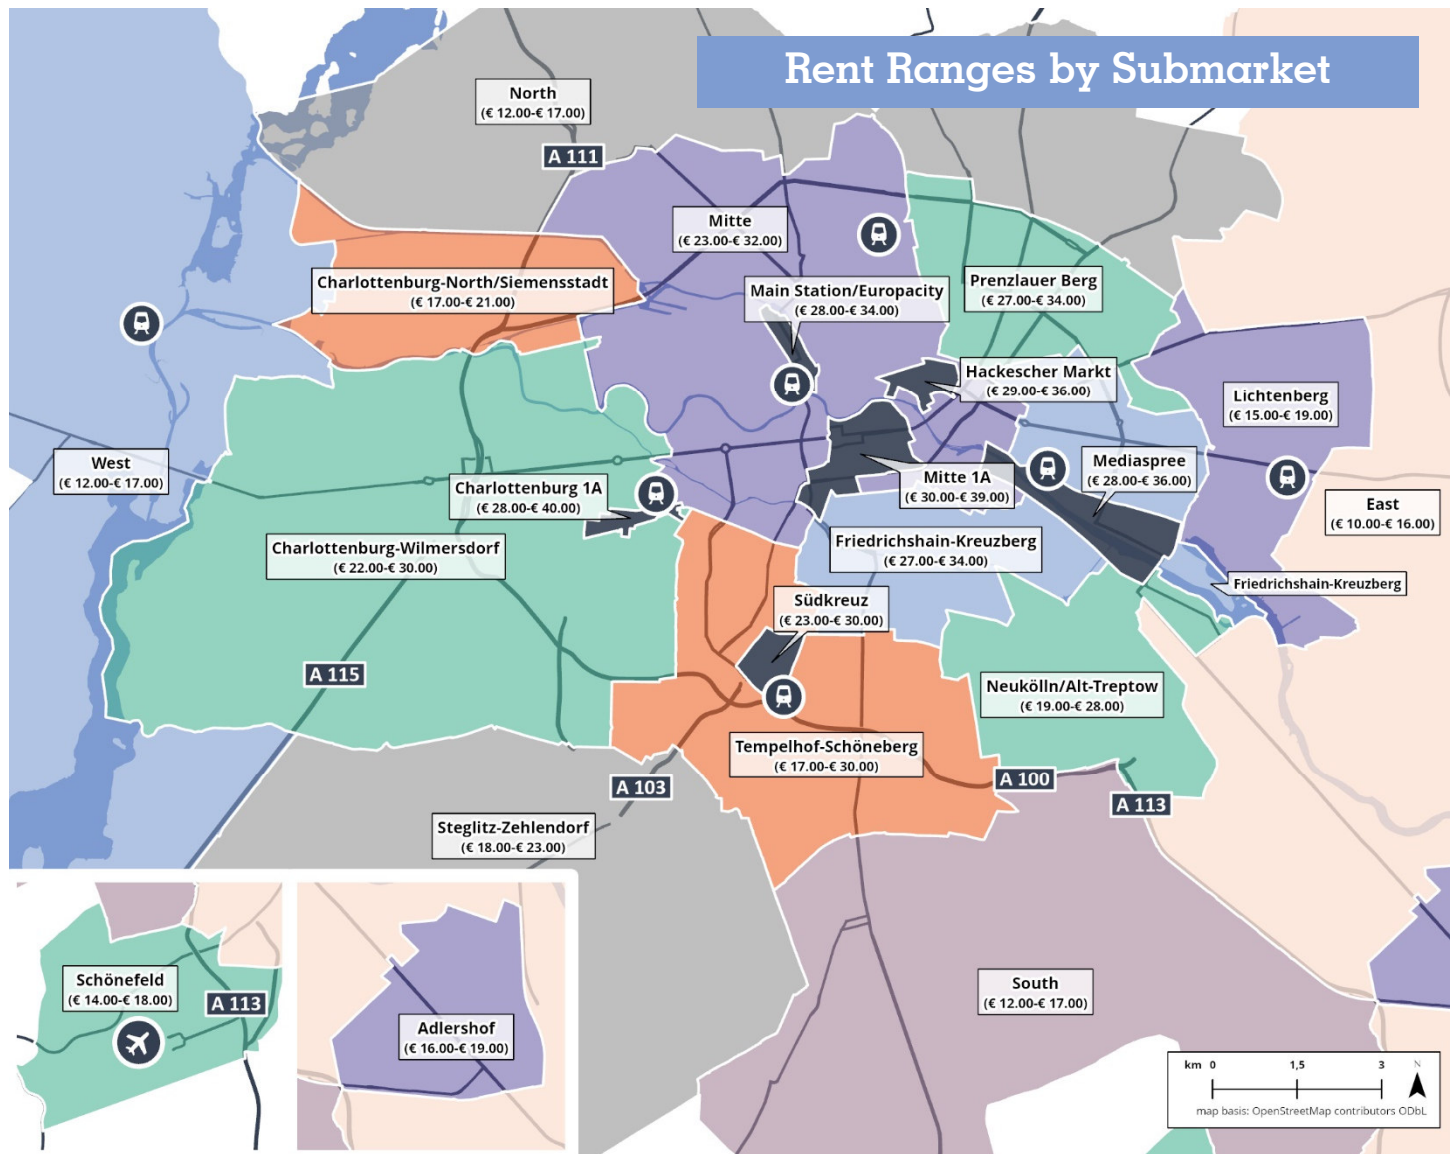 Rent Ranges by Submarket
North
(€ 12.00-€ 17.00)
A 111
Mitte
(€ 23.00-€ 32.00)
Charlottenburg-North/Siemensstadt
(€ 17.00-€ 21.00)
Main Station/Europacity
(€ 28.00-€ 34.00)
Prenzlauer Berg
(€ 27.00-€ 34.00)
Hackescher Markt
(€ 29.00-€ 36.00)
Lichtenberg
(€ 15.00-€ 19.00)
West
(€ 12.00-€ 17.00)
Charlottenburg 1A
(€ 28.00-€ 40.00)
Mitte 1A
(€ 30.00-€ 39.00)
Mediaspree
(€ 28.00-€ 36.00)
East
(€ 10.00-€ 16.00)
Charlottenburg-Wilmersdorf
(€ 22.00-€ 30.00)
Friedrichshain-Kreuzberg
(€ 27.00-€ 34.00)
Friedrichshain-Kreuzberg
Südkreuz
(€ 23.00-€ 30.00)
A 115
Neukölln/Alt-Treptow
(€ 19.00-€ 28.00)
Tempelhof-Schöneberg
(€ 17.00-€ 30.00)
A 103
A 100
A 113
Steglitz-Zehlendorf
(€ 18.00-€ 23.00)
Schönefeld
(€ 14.00-€ 18.00)
A 113
Adlershof
(€ 16.00-€ 19.00)
South
(€ 12.00-€ 17.00)
km 0 1,5 3 N
map basis: OpenStreetMap contributors ODbL